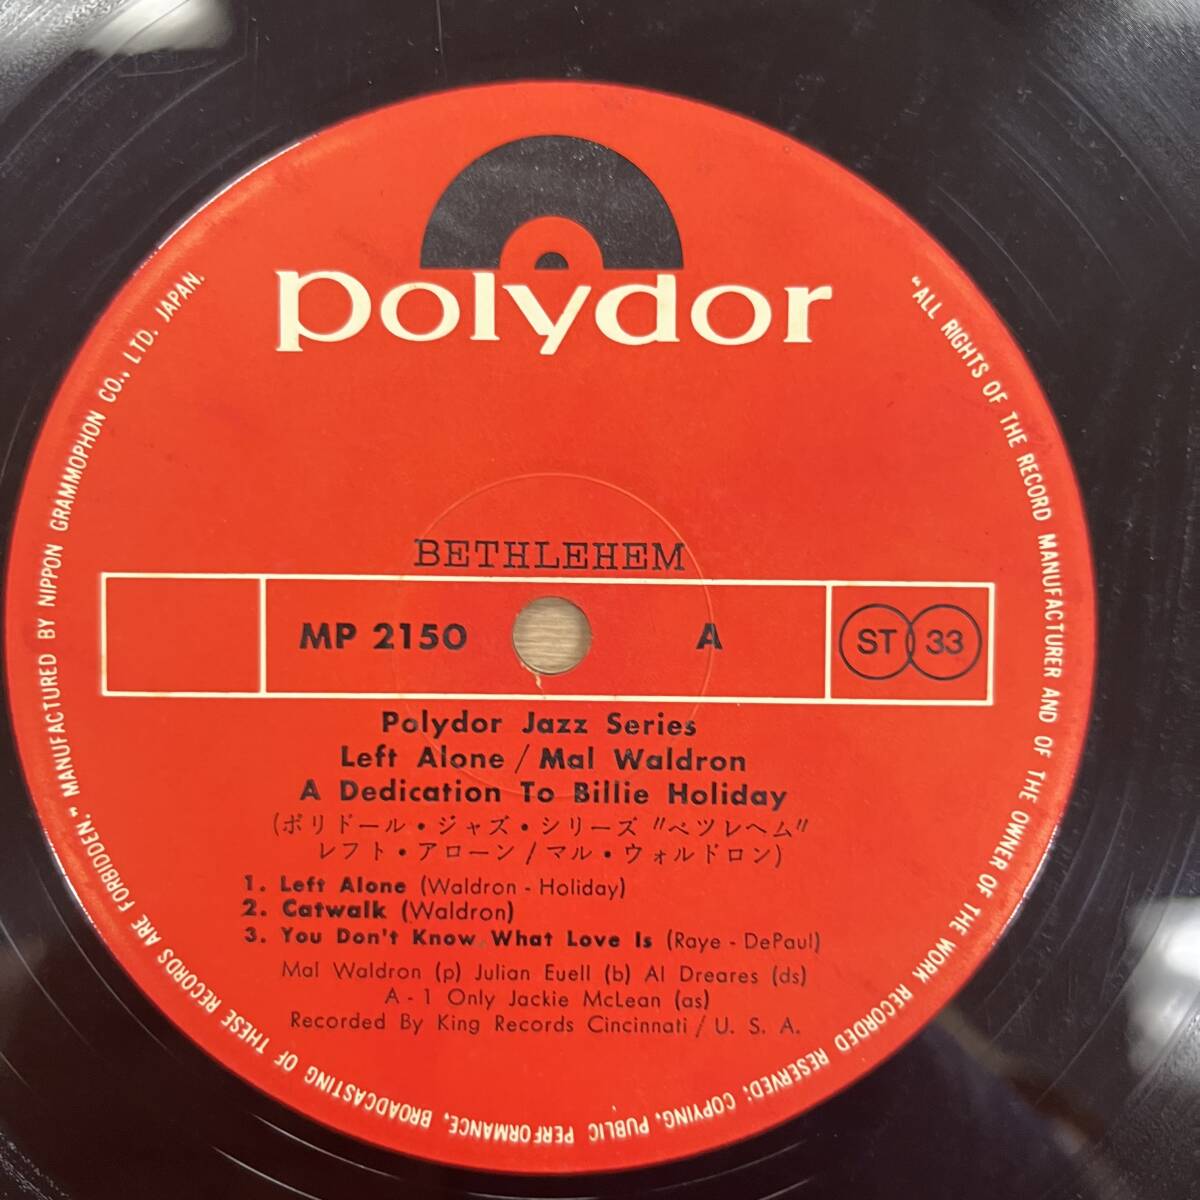 polydor
BETHLEHEM
MP 2150
A
ST 33
Polydor Jazz Series
Left Alone / Mal Waldron
A Dedication To Billie Holiday
(ポリドール・ジャズ・シリーズ〃ベツレヘム〃
レフト・アローン/マル・ウォルドロン)
1. Left Alone (Waldron - Holiday)
2. Catwalk (Waldron)
3. You Don't Know What Love Is (Raye - DePaul)
Mal Waldron (p) Julian Euell (b) Al Dreares (ds)
A - 1 Only Jackie McLean (as)
Recorded By King Records Cincinnati / U. S. A.
"ALL RIGHTS OF THE RECORD MANUFACTURER AND OF THE OWNER OF THE WORK RECORDED RESERVED; COPYING, PUBLIC PERFORMANCE, BROADCASTING OF THESE RECORDS ARE FORBIDDEN." MANUFACTURED BY NIPPON GRAMMOPHON CO., LTD. JAPAN.